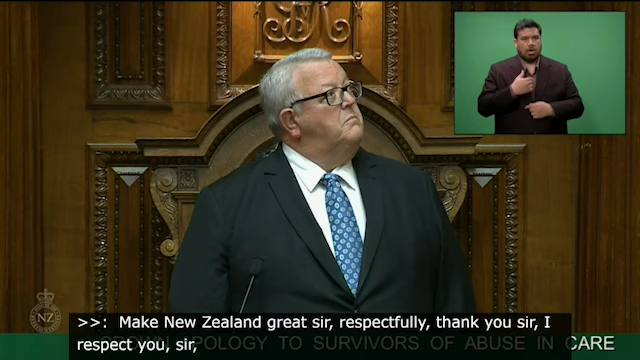 NZ
>>:  Make New Zealand great sir, respectfully, thank you sir, I
respect you, sir,
APOLOGY TO SURVIVORS OF ABUSE IN CARE